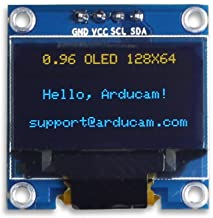 GND VCC SCL SDA
0.96 OLED 128X64
Hello, Arducam!
support@arducam.com